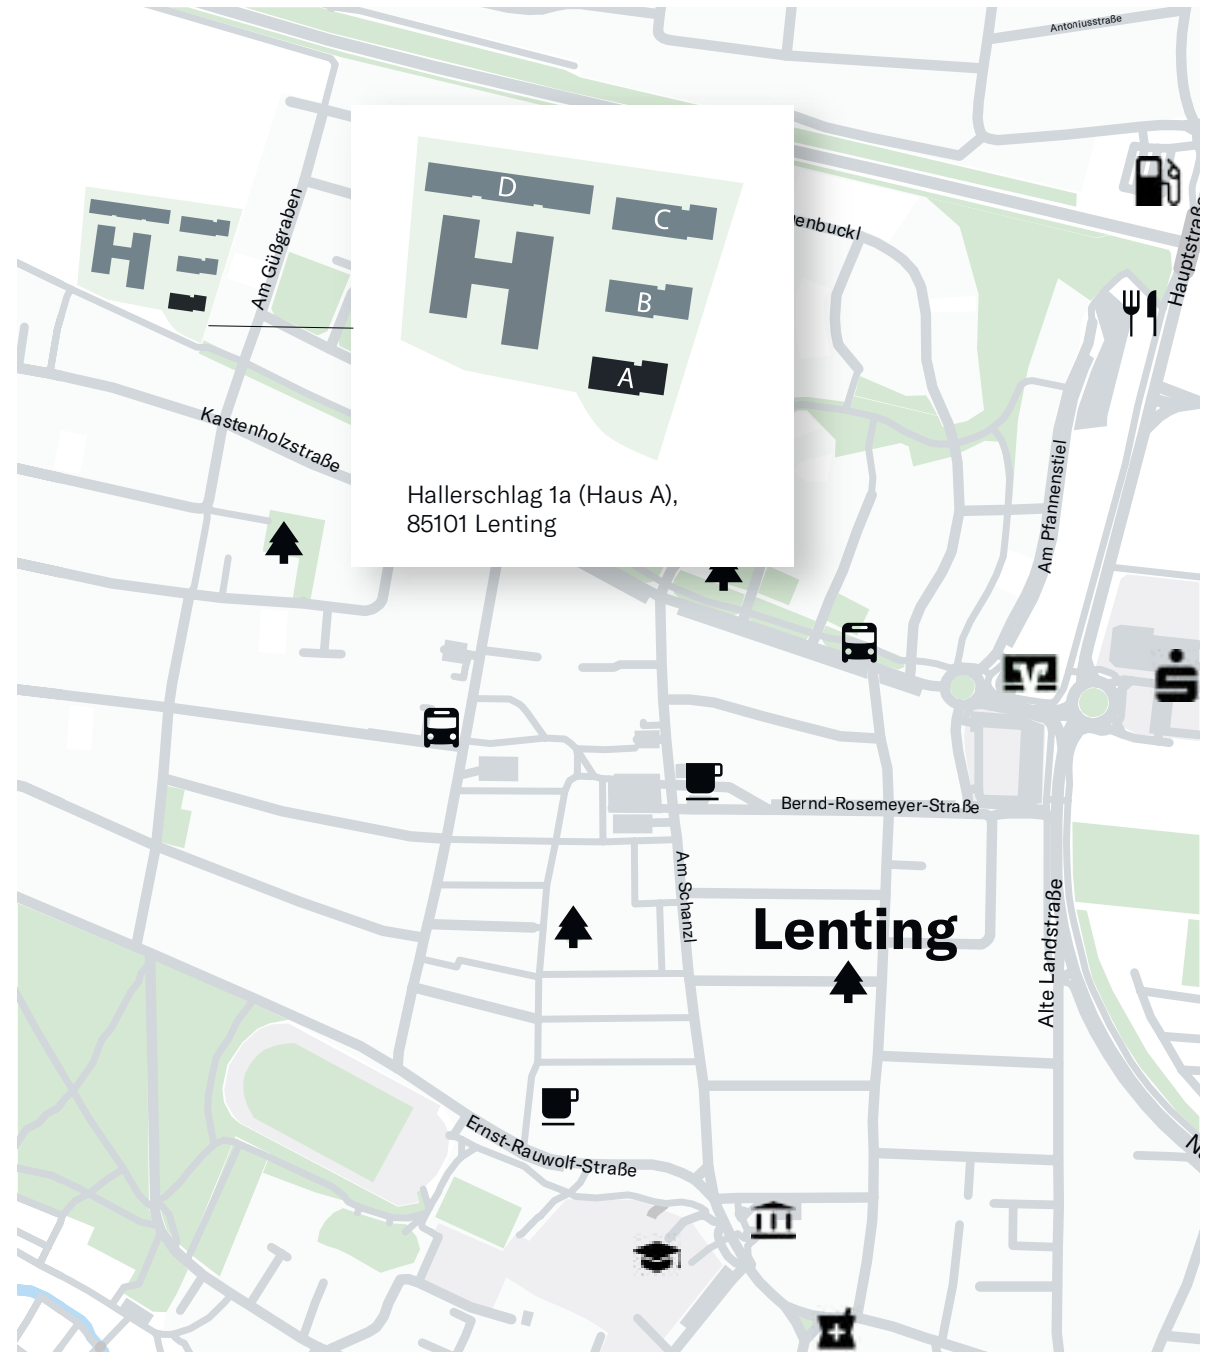 Antoniusstraße
Hauptstraße
Am Güßgraben
D
C
B
A
Hallerschlag 1a (Haus A),
85101 Lenting
Kastenholzstraße
Am Pfannenstiel
Bernd-Rosemeyer-Straße
Am Schanzl
Lenting
Alte Landstraße
Ernst-Rauwolf-Straße